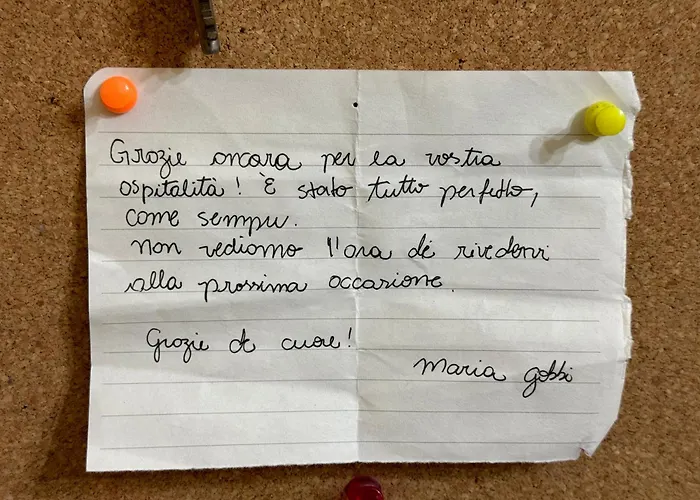 Grazie ancora per la vostra
ospitalità! È stato tutto perfetto,
come sempre.
Non vediamo l'ora di rivedervi
alla prossima occasione.
Grazie di cuore!
Maria Gobbi